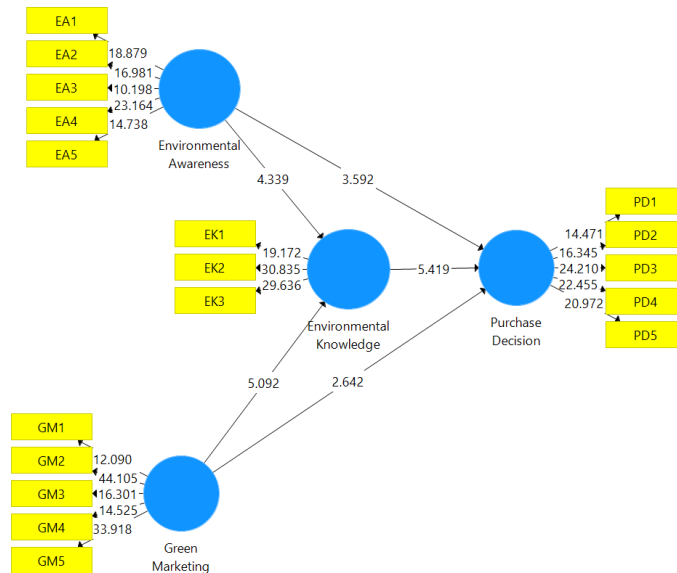 EA1
EA2
EA3
EA4
EA5
18.879
16.981
10.198
23.164
14.738
Environmental
Awareness
4.339
3.592
EK1
EK2
EK3
19.172
30.835
29.636
Environmental
Knowledge
5.419
PD1
PD2
PD3
PD4
PD5
14.471
16.345
24.210
22.455
20.972
Purchase
Decision
5.092
2.642
GM1
GM2
GM3
GM4
GM5
12.090
44.105
16.301
14.525
33.918
Green
Marketing